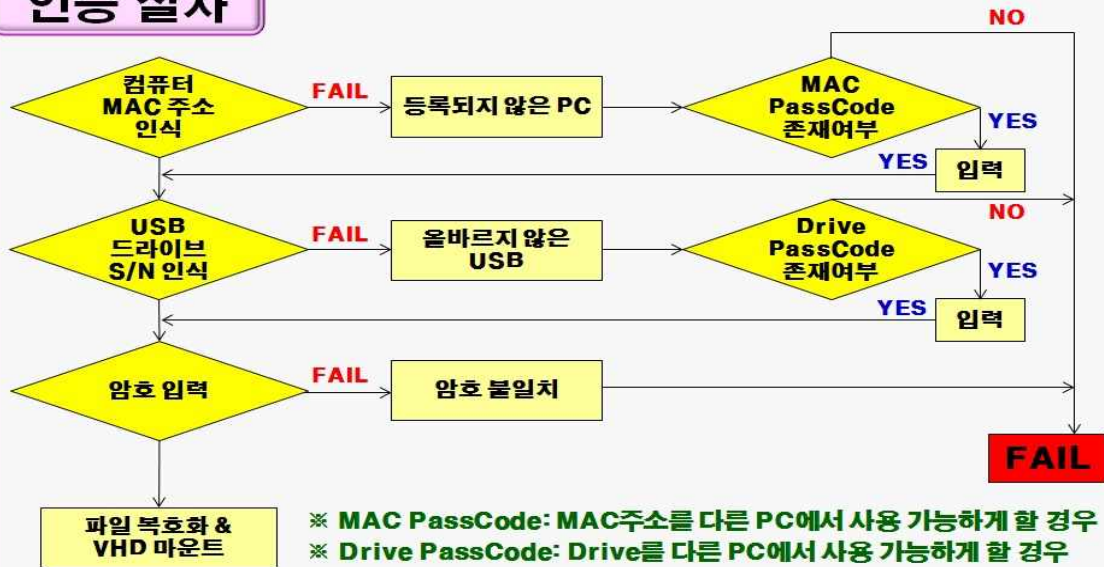 인증 절차
NO
컴퓨터
MAC 주소
인식
FAIL
등록되지 않은 PC
MAC
PassCode
존재여부
YES
YES
입력
USB
드라이브
S/N 인식
FAIL
올바르지 않은
USB
Drive
PassCode
존재여부
NO
YES
YES
입력
암호 입력
FAIL
암호 불일치
FAIL
파일 복호화 &
VHD 마운트
※ MAC PassCode: MAC주소를 다른 PC에서 사용 가능하게 할 경우
※ Drive PassCode: Drive를 다른 PC에서 사용 가능하게 할 경우